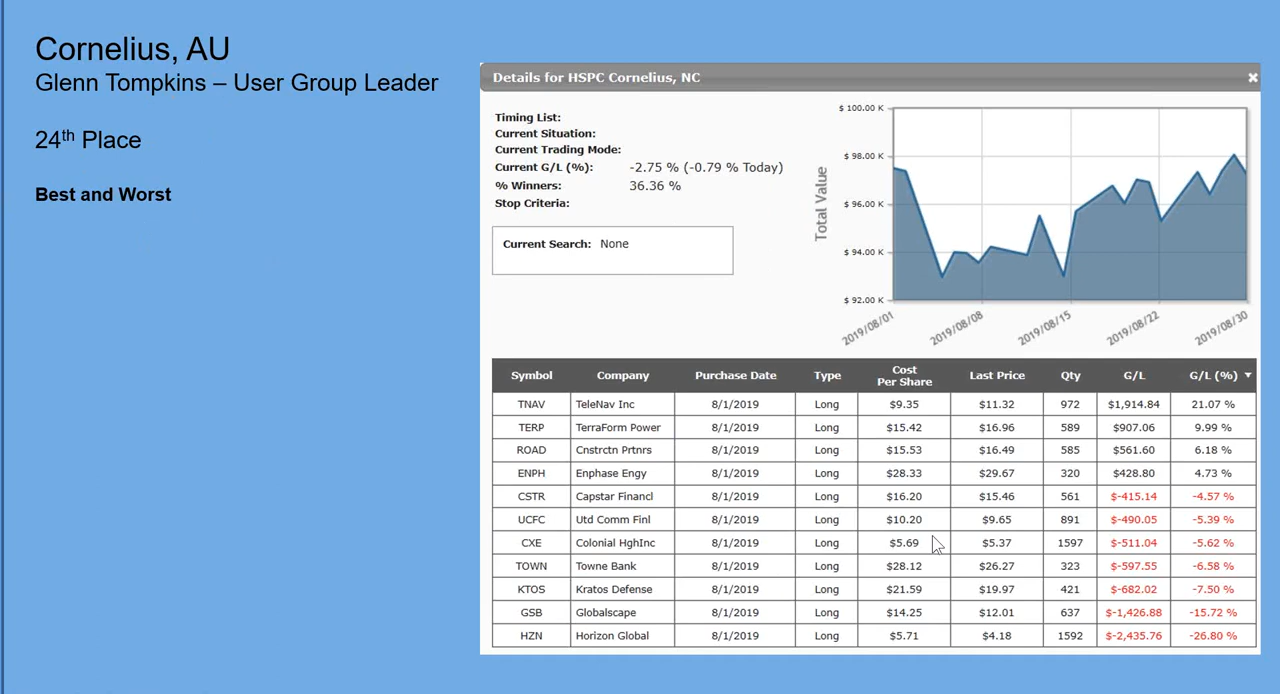 Cornelius, AU
Glenn Tompkins – User Group Leader
24th Place
Best and Worst
Details for HSPC Cornelius, NC
Timing List:
Current Situation:
Current Trading Mode:
Current G/L (%): -2.75 % (-0.79 % Today)
% Winners: 36.36 %
Stop Criteria:
Current Search: None
Total Value
$ 100.00 K
$ 98.00 K
$ 96.00 K
$ 94.00 K
$ 92.00 K
2019/08/01 2019/08/08 2019/08/15 2019/08/22 2019/08/30
Symbol Company Purchase Date Type Cost Per Share Last Price Qty G/L G/L (%)
TNAV TeleNav Inc 8/1/2019 Long $9.35 $11.32 972 $1,914.84 21.07 %
TERP TerraForm Power 8/1/2019 Long $15.42 $16.96 589 $907.06 9.99 %
ROAD Cnstrctn Prtnrs 8/1/2019 Long $15.53 $16.49 585 $561.60 6.18 %
ENPH Enphase Engy 8/1/2019 Long $28.33 $29.67 320 $428.80 4.73 %
CSTR Capstar Financl 8/1/2019 Long $16.20 $15.46 561 $-415.14 -4.57 %
UCFC Utd Comm Finl 8/1/2019 Long $10.20 $9.65 891 $-490.05 -5.39 %
CXE Colonial HghInc 8/1/2019 Long $5.69 $5.37 1597 $-511.04 -5.62 %
TOWN Towne Bank 8/1/2019 Long $28.12 $26.27 323 $-597.55 -6.58 %
KTOS Kratos Defense 8/1/2019 Long $21.59 $19.97 421 $-682.02 -7.50 %
GSB Globalscape 8/1/2019 Long $14.25 $12.01 637 $-1,426.88 -15.72 %
HZN Horizon Global 8/1/2019 Long $5.71 $4.18 1592 $-2,435.76 -26.80 %